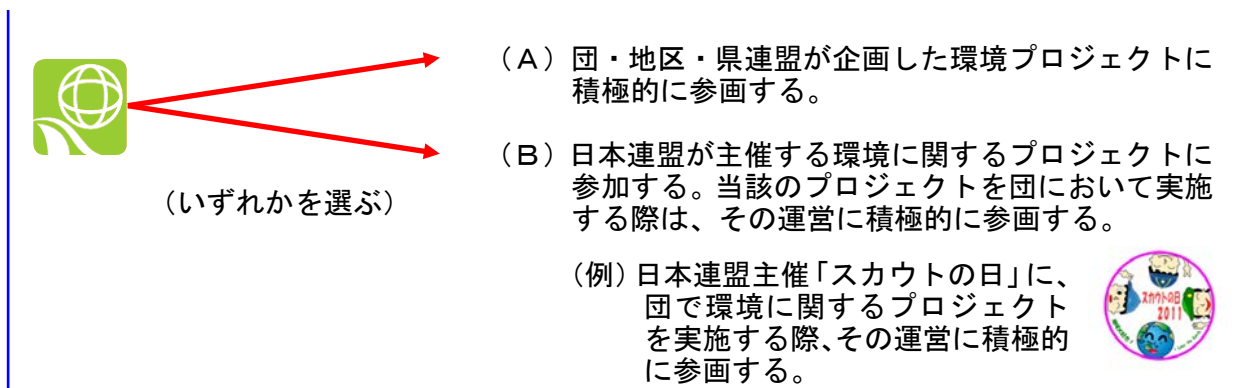 （Ａ）団・地区・県連盟が企画した環境プロジェクトに
積極的に参画する。
（Ｂ）日本連盟が主催する環境に関するプロジェクトに
参加する。当該のプロジェクトを団において実施
する際は、その運営に積極的に参画する。
（いずれかを選ぶ）
（例）日本連盟主催「スカウトの日」に、
団で環境に関するプロジェクト
を実施する際、その運営に積極的
に参画する。
スカウトの日
2011